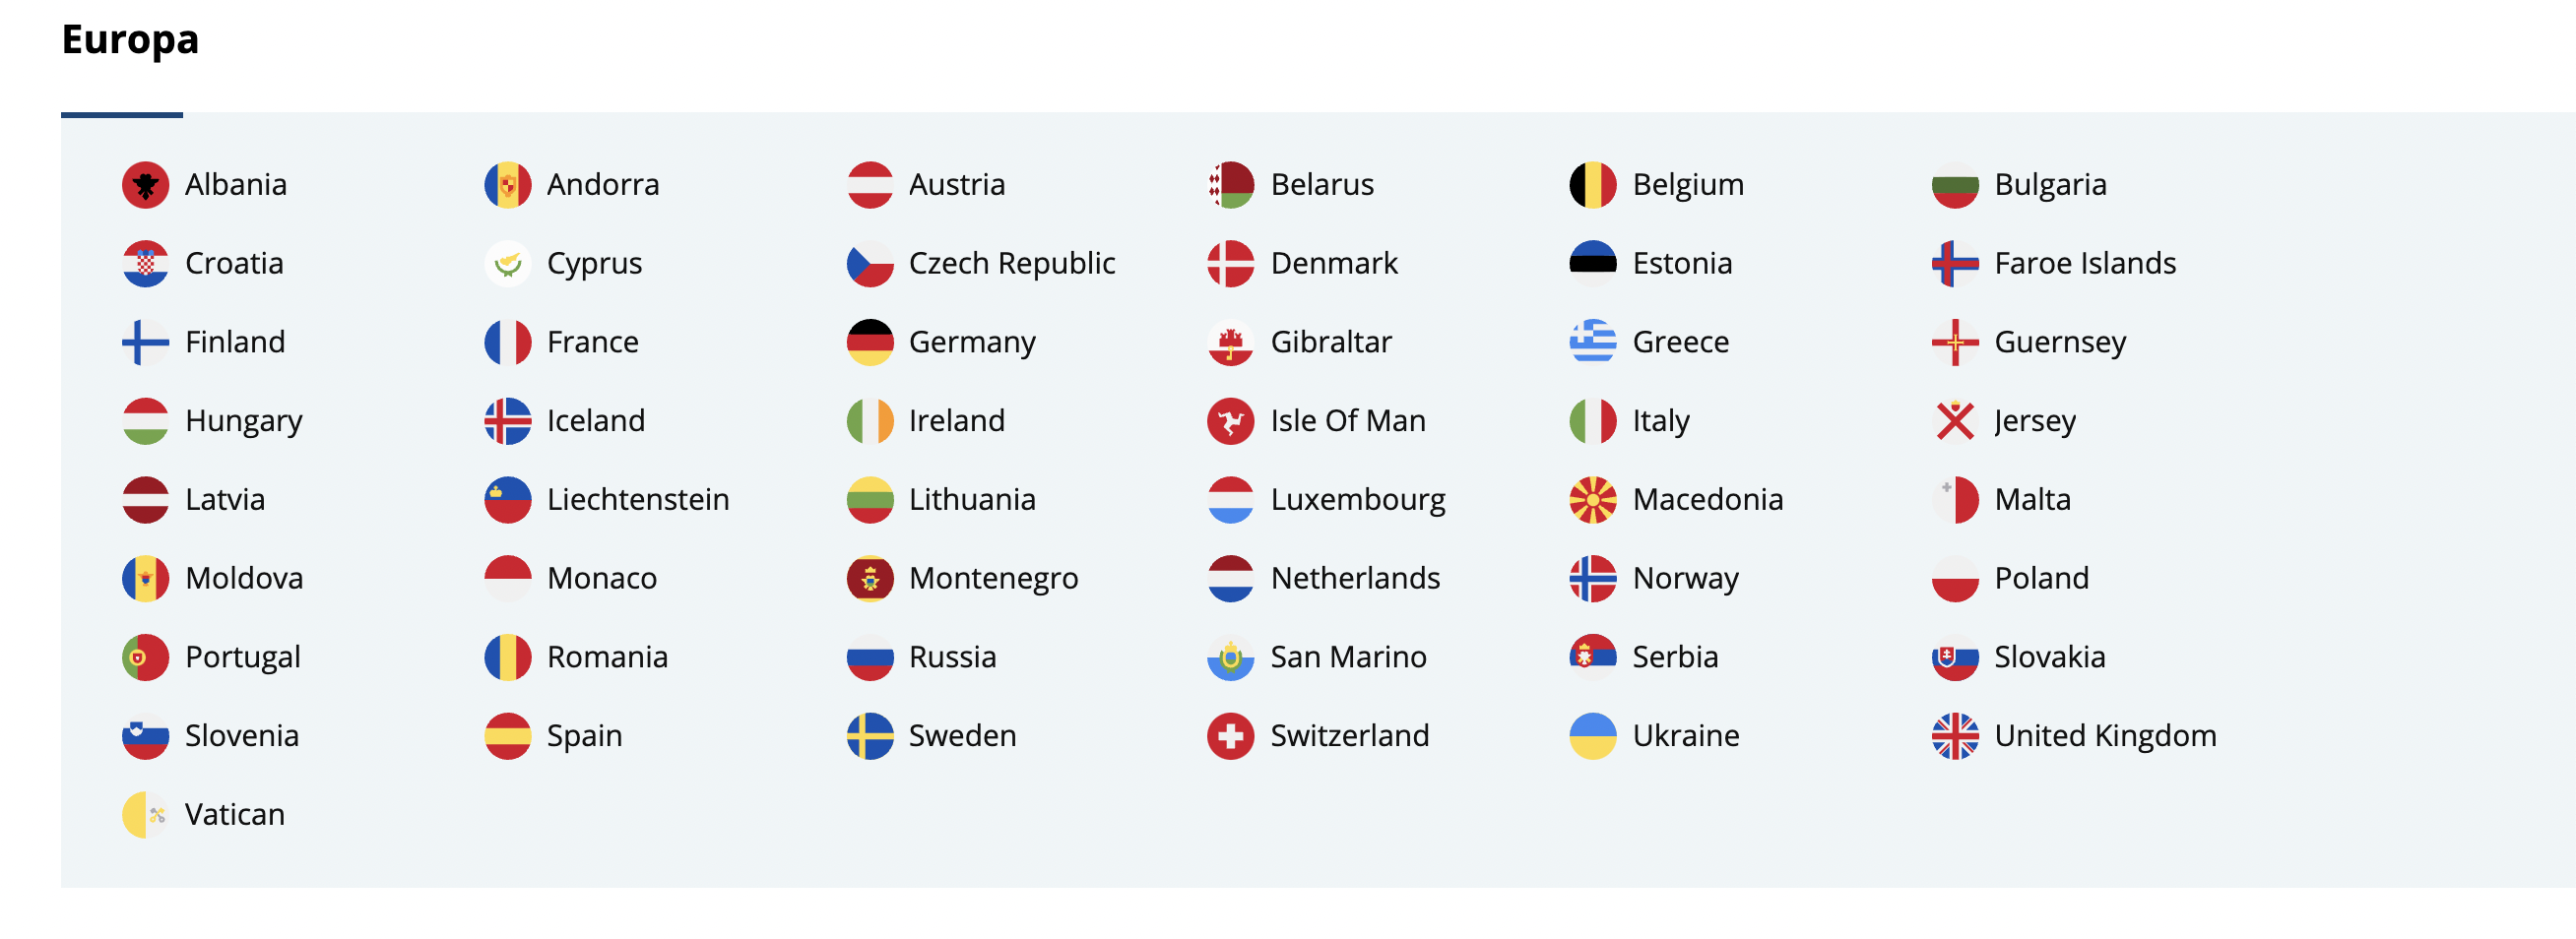 Europa
Albania Andorra Austria Belarus Belgium Bulgaria
Croatia Cyprus Czech Republic Denmark Estonia Faroe Islands
Finland France Germany Gibraltar Greece Guernsey
Hungary Iceland Ireland Isle Of Man Italy Jersey
Latvia Liechtenstein Lithuania Luxembourg Macedonia Malta
Moldova Monaco Montenegro Netherlands Norway Poland
Portugal Romania Russia San Marino Serbia Slovakia
Slovenia Spain Sweden Switzerland Ukraine United Kingdom
Vatican